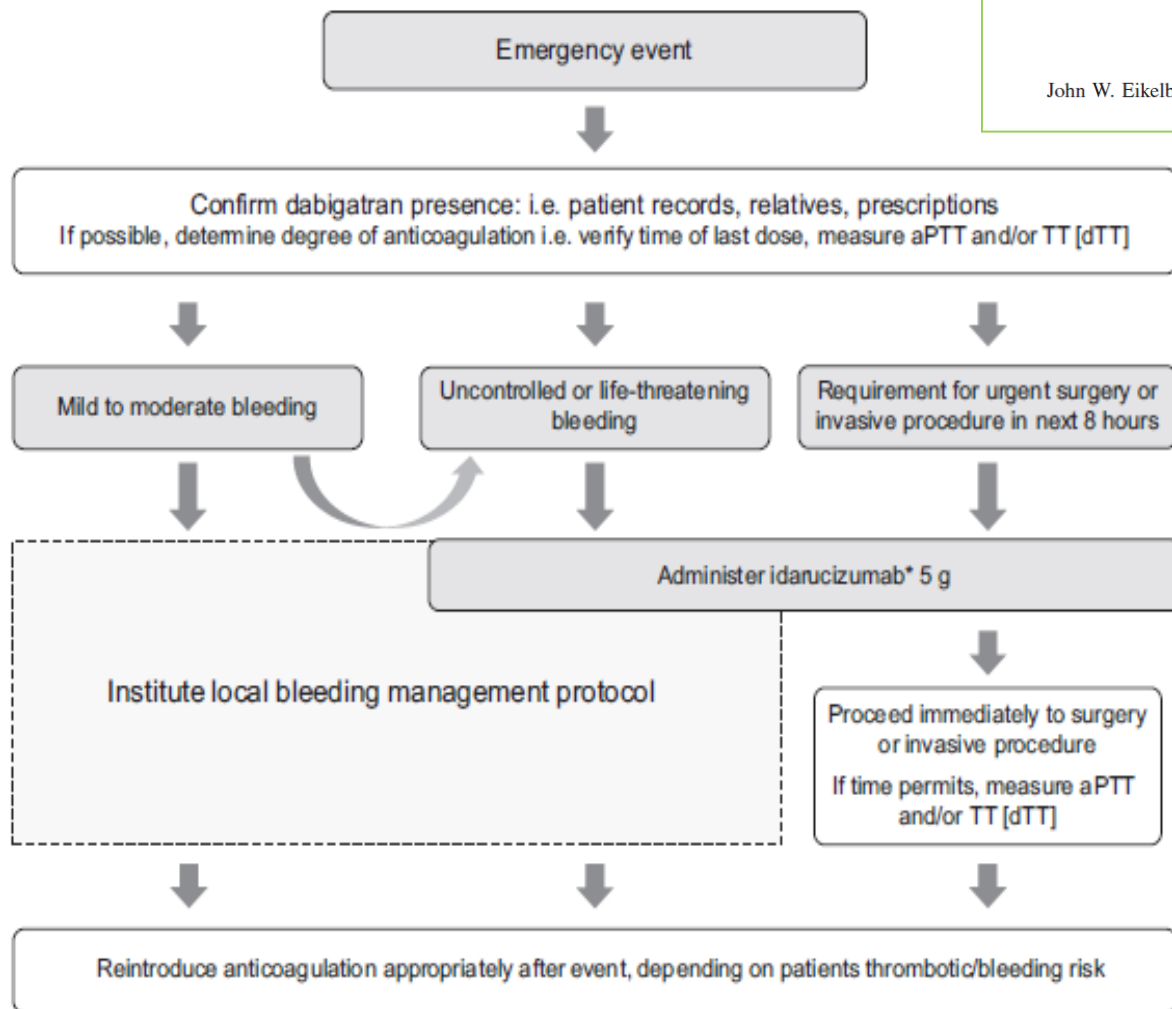 Emergency event
John W. Eikelb
Confirm dabigatran presence: i.e. patient records, relatives, prescriptions
If possible, determine degree of anticoagulation i.e. verify time of last dose, measure aPTT and/or TT [dTT]
Mild to moderate bleeding
Uncontrolled or life-threatening
bleeding
Requirement for urgent surgery or
invasive procedure in next 8 hours
Administer idarucizumab* 5 g
Institute local bleeding management protocol
Proceed immediately to surgery
or invasive procedure
If time permits, measure aPTT
and/or TT [dTT]
Reintroduce anticoagulation appropriately after event, depending on patients thrombotic/bleeding risk